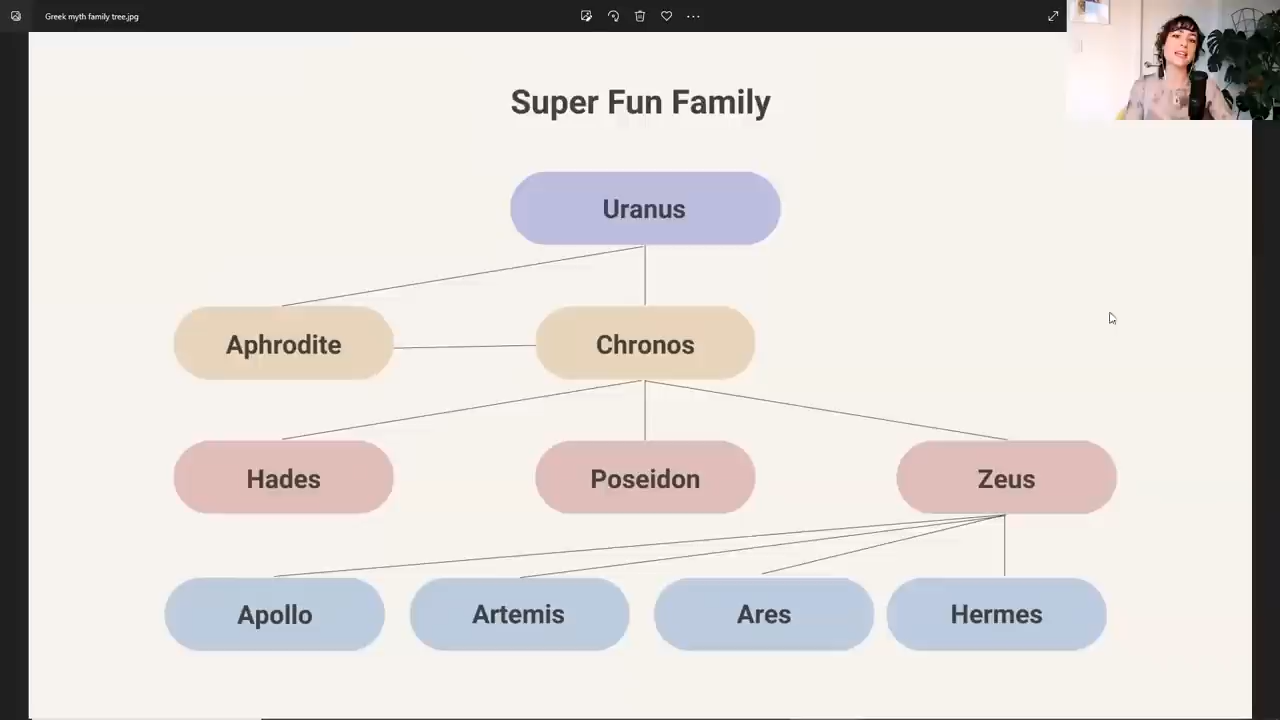 Greek myth family tree.jpg
Super Fun Family
Uranus
Aphrodite
Chronos
Hades
Poseidon
Zeus
Apollo
Artemis
Ares
Hermes